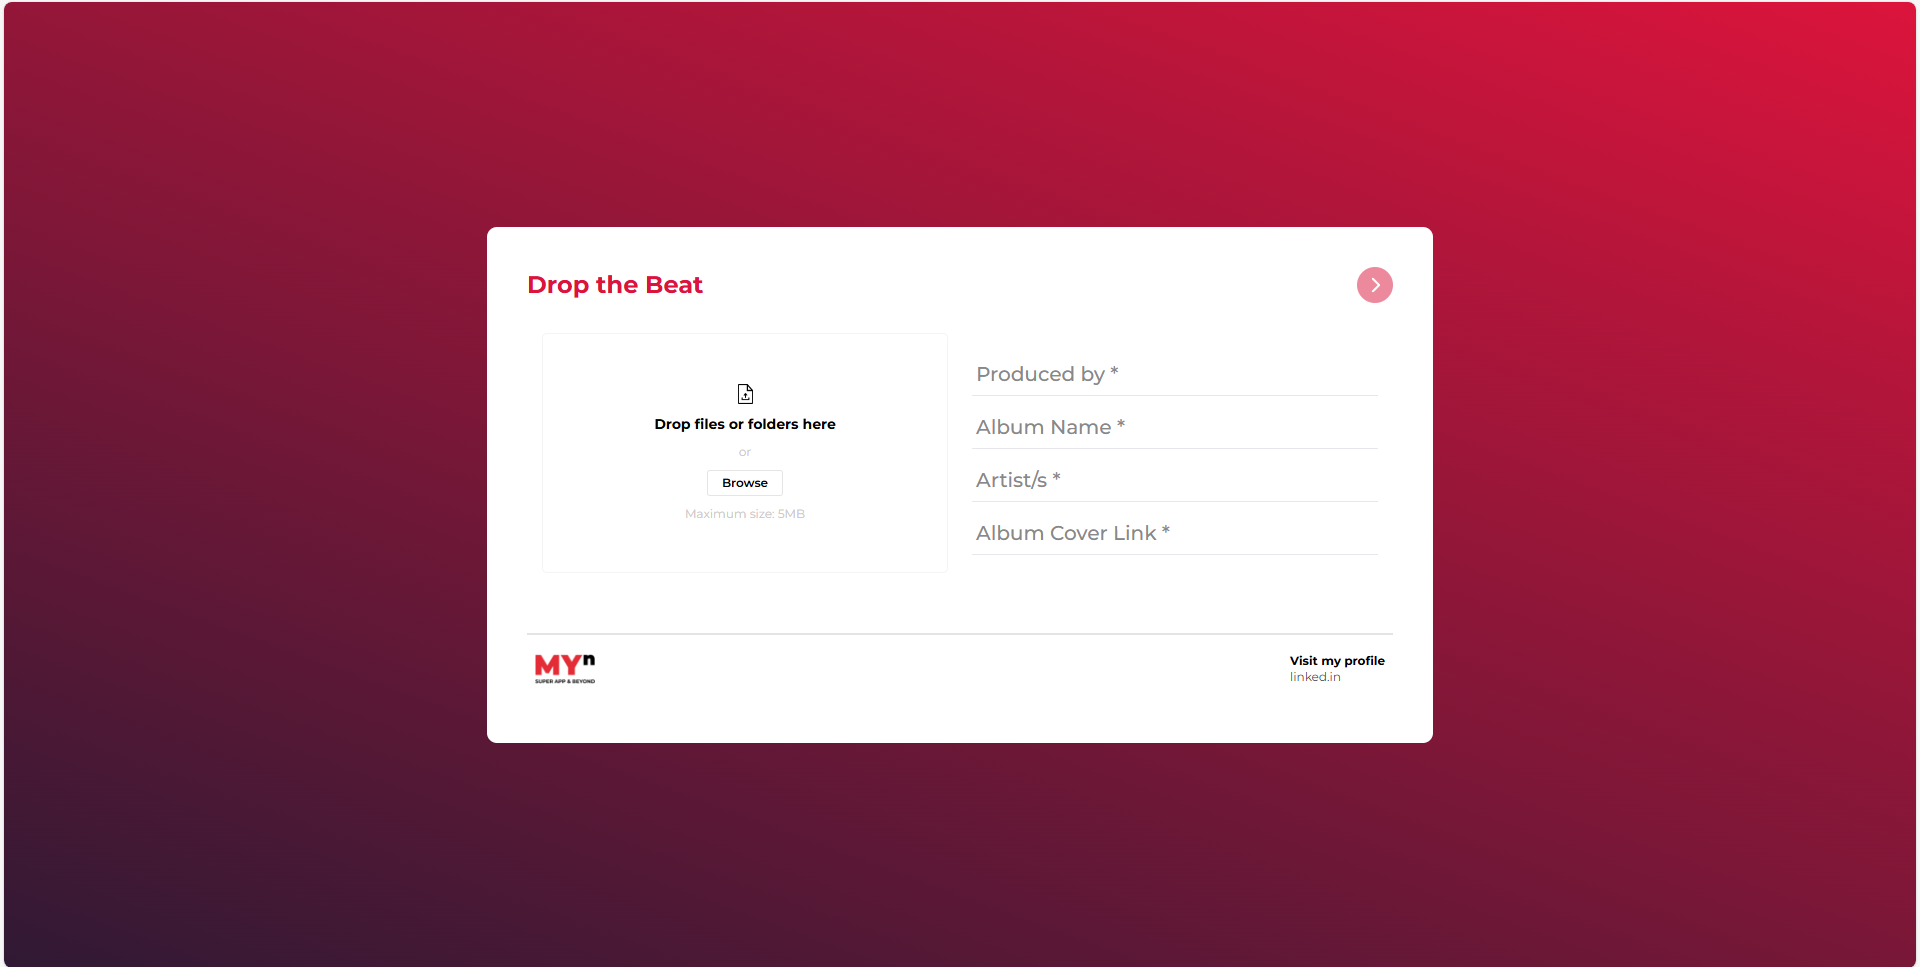 Drop the Beat
Drop files or folders here
or
Browse
Maximum size: 5MB
Produced by *
Album Name *
Artist/s *
Album Cover Link *
MYn
SUPER APP & BEYOND
Visit my profile
linked.in